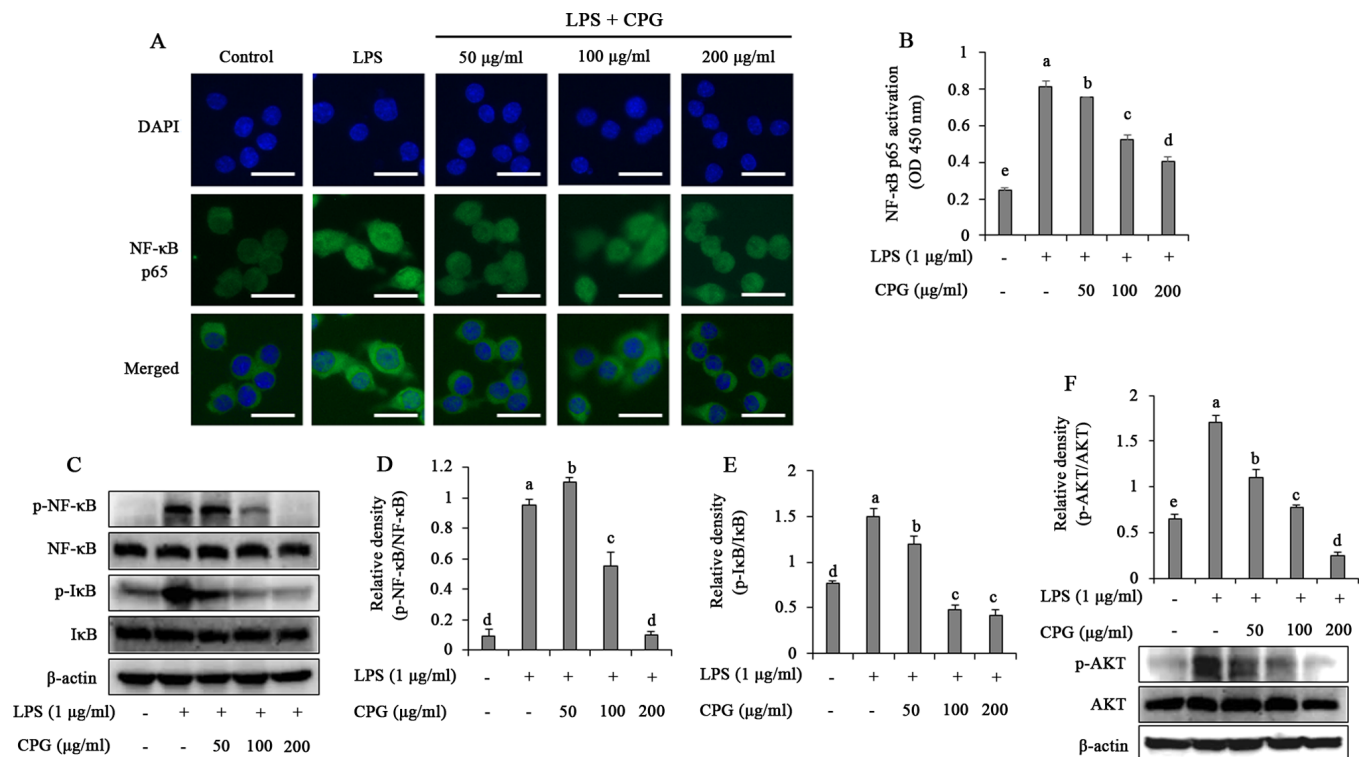 LPS + CPG
A
Control LPS 50 µg/ml 100 µg/ml 200 µg/ml
DAPI
NF-κB
p65
Merged
B
NF-κB p65 activation
(OD 450 nm)
1
0.8
0.6
0.4
0.2
0
e a b c d
LPS (1 µg/ml) - + + + +
CPG (µg/ml) - - 50 100 200
C
p-NF-κB
NF-κB
p-IκB
IκB
β-actin
LPS (1 µg/ml) - + + + +
CPG (µg/ml) - - 50 100 200
D
Relative density
(p-NF-κB/NF-κB)
1.2
1
0.8
0.6
0.4
0.2
0
d a b c d
LPS (1 µg/ml) - + + + +
CPG (µg/ml) - - 50 100 200
E
Relative density
(p-IκB/IκB)
2
1.5
1
0.5
0
d a b c c
LPS (1 µg/ml) - + + + +
CPG (µg/ml) - - 50 100 200
F
Relative density
(p-AKT/AKT)
2
1.5
1
0.5
0
e a b c d
LPS (1 µg/ml) - + + + +
CPG (µg/ml) - - 50 100 200
p-AKT
AKT
β-actin